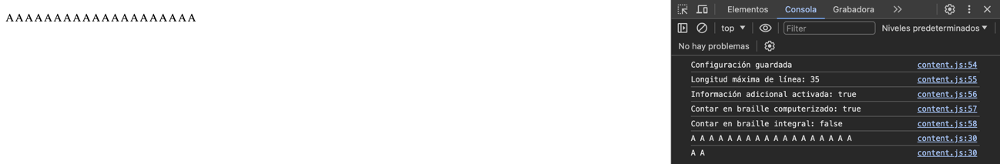 A A A A A A A A A A A A A A A A A A A A
Elementos Consola Grabadora
top Filter Niveles predeterminados
No hay problemas
Configuración guardada content.js:54
Longitud máxima de línea: 35 content.js:55
Información adicional activada: true content.js:56
Contar en braille computerizado: true content.js:57
Contar en braille integral: false content.js:58
A A A A A A A A A A A A A A A A A A content.js:30
A A content.js:30